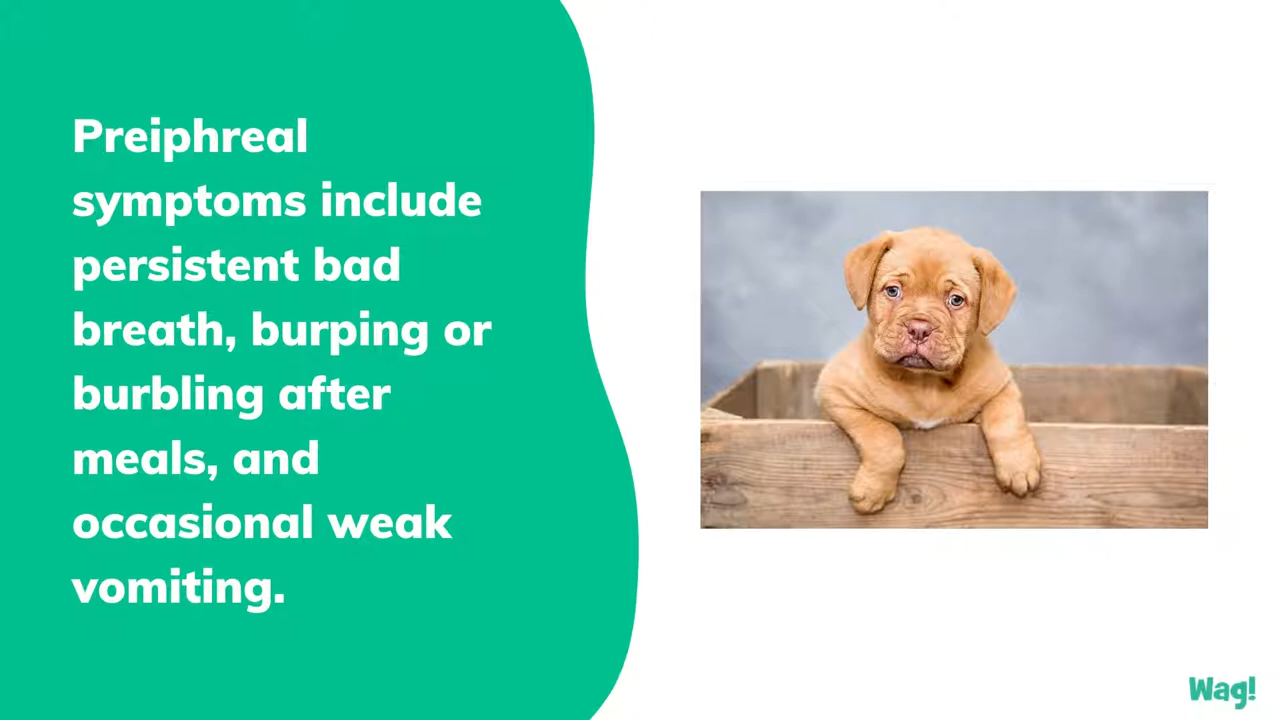 Preiphreal
symptoms include
persistent bad
breath, burping or
burbling after
meals, and
occasional weak
vomiting.
Wag!